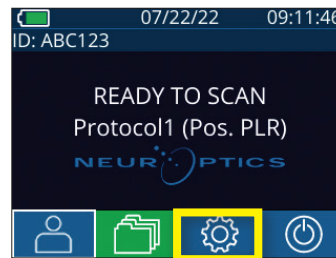 07/22/22 09:11:46
ID: ABC123
READY TO SCAN
Protocol1 (Pos. PLR)
NEUROPTICS